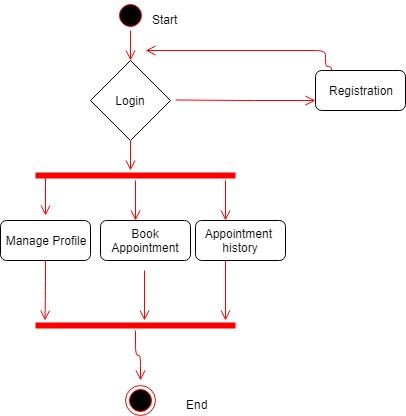 Start
Login
Registration
Manage Profile
Book
Appointment
Appointment
history
End